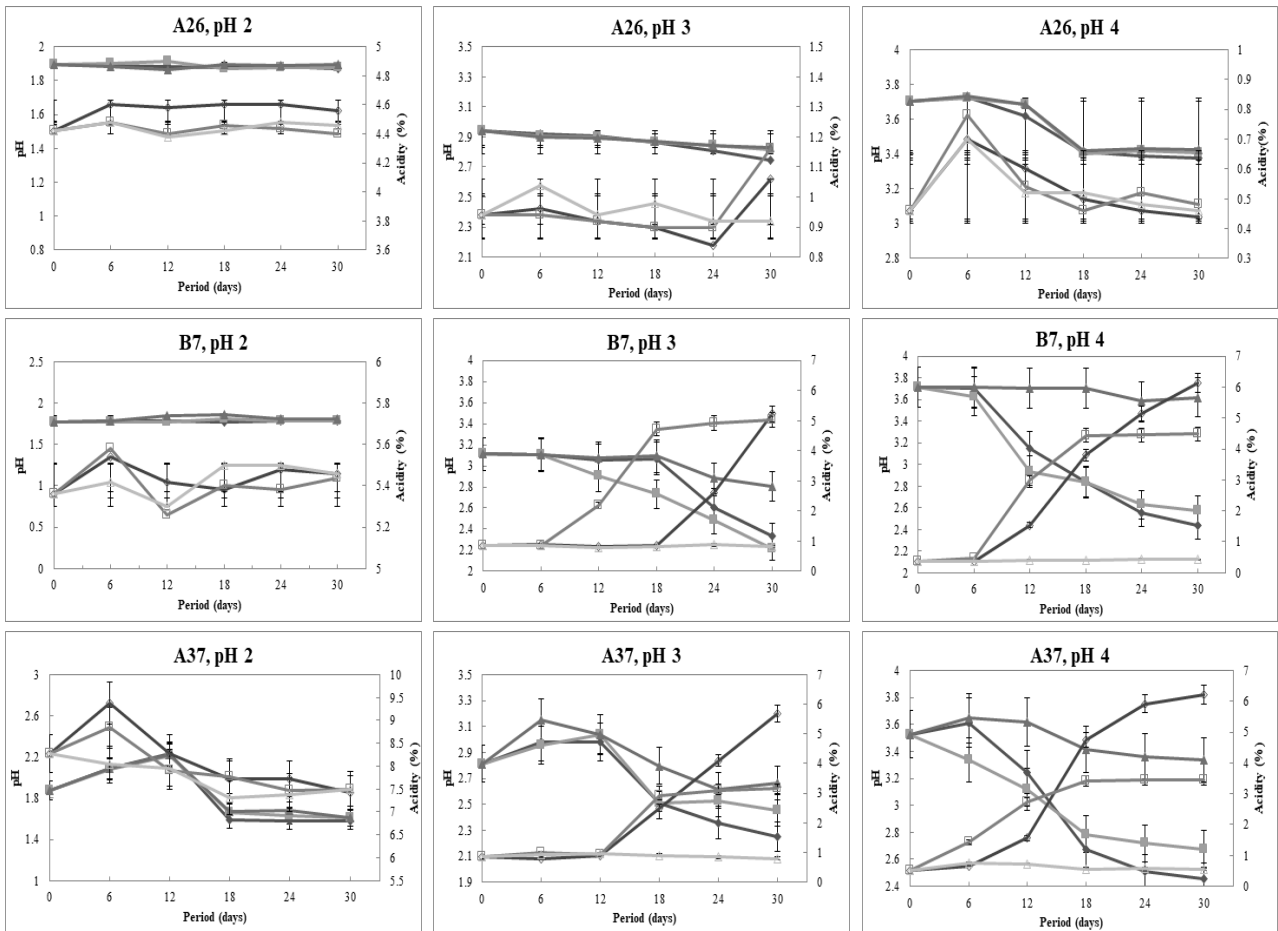 A26, pH 2
2 1.8 1.6 1.4 1.2 1 0.8
pH
5 4.8 4.6 4.4 4.2 4 3.8 3.6
Acidity (%)
0 6 12 18 24 30
Period (days)
A26, pH 3
3.5 3.3 3.1 2.9 2.7 2.5 2.3 2.1
pH
1.5 1.4 1.3 1.2 1.1 1 0.9 0.8
Acidity (%)
0 6 12 18 24 30
Period (days)
A26, pH 4
4 3.8 3.6 3.4 3.2 3 3.8
pH
1 0.9 0.8 0.7 0.6 0.5 0.4 0.3
Acidity(%)
0 6 12 18 24 30
Period (days)
B7, pH 2
2.5 2 1.5 1 0.5 0
pH
6 5.8 5.6 5.4 5.2 5
Acidity (%)
0 6 12 18 24 30
Period (days)
B7, pH 3
4 3.8 3.6 3.4 3.2 3 2.8 2.6 2.4 2.2 2
pH
7 6 5 4 3 2 1 0
Acidity (%)
0 6 12 18 24 30
Period (days)
B7, pH 4
4 3.8 3.6 3.4 3.2 3 2.8 2.6 2.4 2.2 2
pH
7 6 5 4 3 2 1 0
Acidity (%)
0 6 12 18 24 30
Period (days)
A37, pH 2
3 2.6 2.2 1.8 1.4 1
pH
10 9.5 9 8.5 8 7.5 7 6.5 6 5.5
Acidity (%)
0 6 12 18 24 30
Period (days)
A37, pH 3
3.5 3.3 3.1 2.9 2.7 2.5 2.3 2.1 1.9
pH
7 6 5 4 3 2 1 0
Acidity (%)
0 6 12 18 24 30
Period (days)
A37, pH 4
4 3.8 3.6 3.4 3.2 3 2.8 2.6 2.4
pH
7 6 5 4 3 2 1 0
Acidity (%)
0 6 12 18 24 30
Period (days)